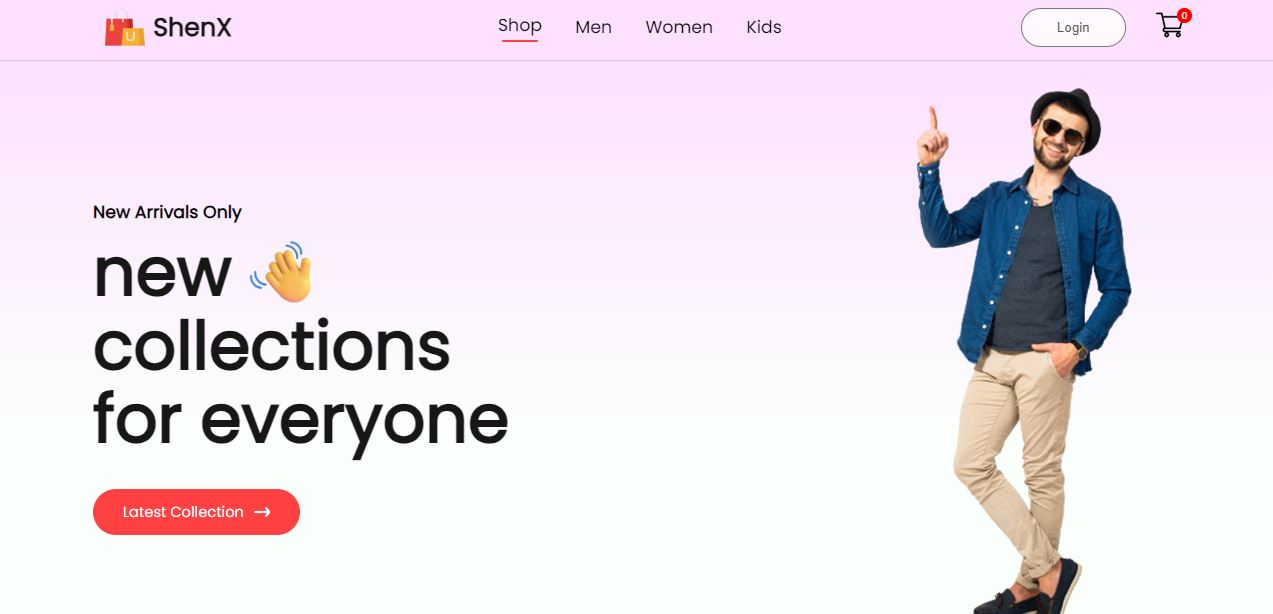 ShenX
Shop Men Women Kids
Login
0
New Arrivals Only
new
collections
for everyone
Latest Collection →